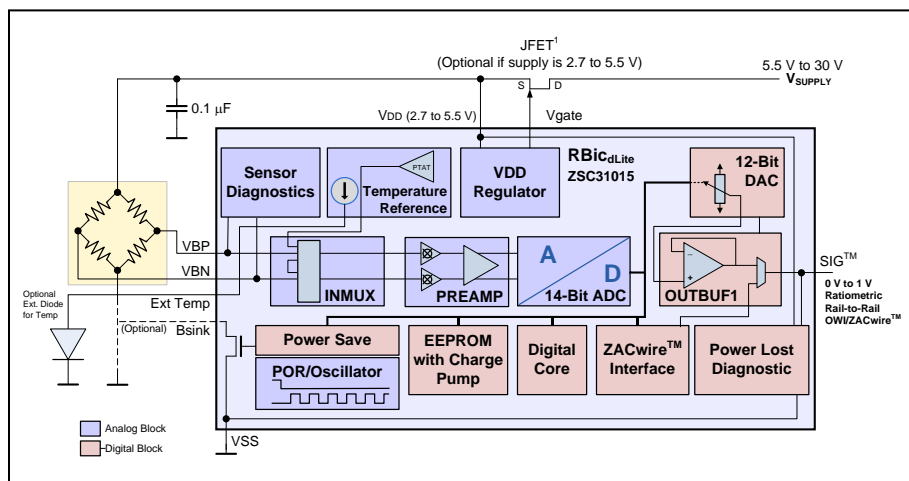 JFET1
(Optional if supply is 2.7 to 5.5 V)
5.5 V to 30 V
VSUPPLY
S
D
0.1 µF
VDD (2.7 to 5.5 V)
Vgate
Sensor
Diagnostics
PTAT
Temperature
Reference
VDD
Regulator
RBicdLite
ZSC31015
12-Bit
DAC
VBP
VBN
INMUX
PREAMP
A
D
14-Bit ADC
OUTBUF1
SIG™
0 V to 1 V
Ratiometric
Rail-to-Rail
OWI/ZACwire™
Optional
Ext. Diode
for Temp
Ext Temp
(Optional)
Bsink
Power Save
POR/Oscillator
EEPROM
with Charge
Pump
Digital
Core
ZACwire™
Interface
Power Lost
Diagnostic
Analog Block
Digital Block
VSS